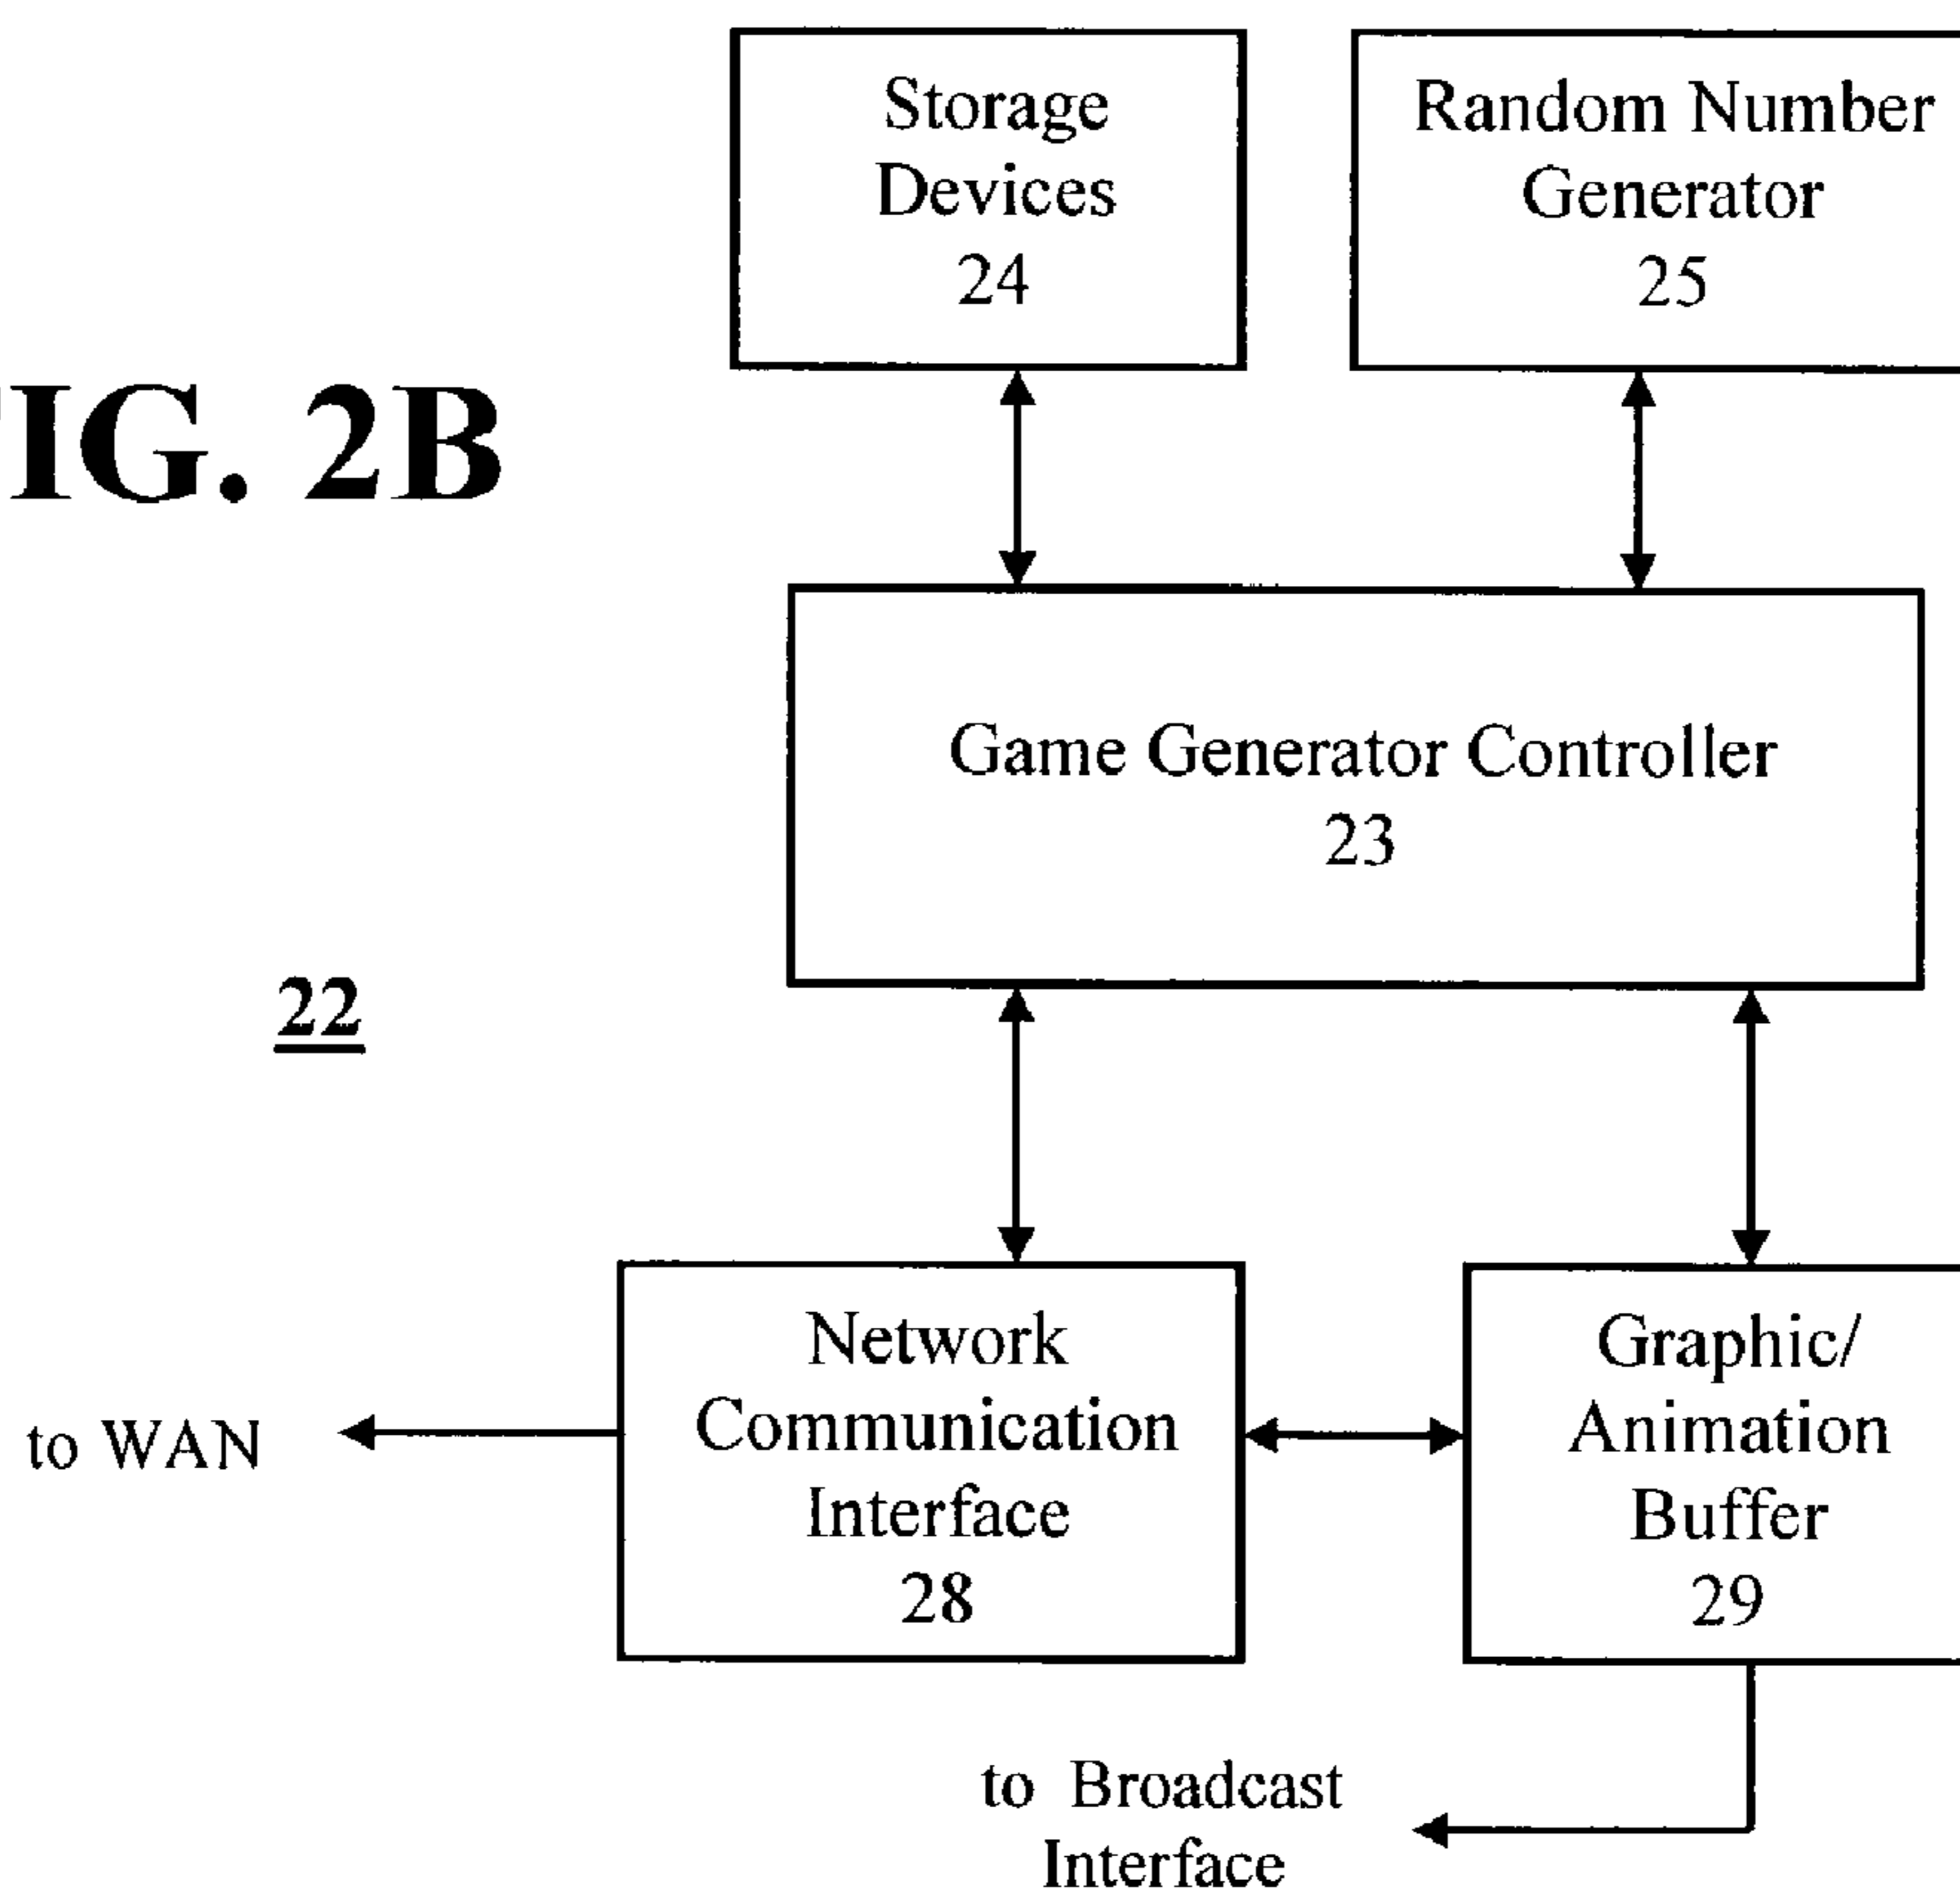 Storage
Devices
24
Random Number
Generator
25
IG. 2B
Game Generator Controller
23
22
Network
Communication
Interface
28
Graphic/
Animation
Buffer
29
to WAN
to Broadcast
Interface